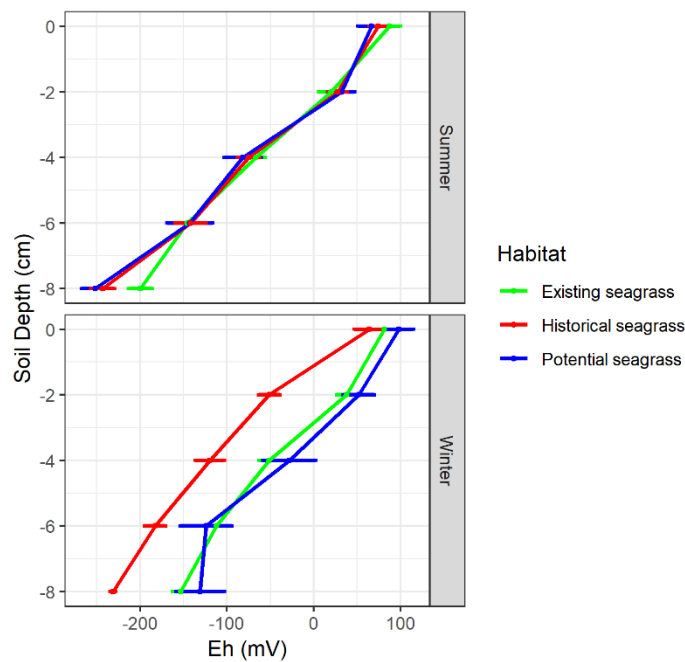 0
-2
-4
-6
-8
Summer
0
-2
-4
-6
-8
Winter
Soil Depth (cm)
-200
-100
0
100
Eh (mV)
Habitat
Existing seagrass
Historical seagrass
Potential seagrass